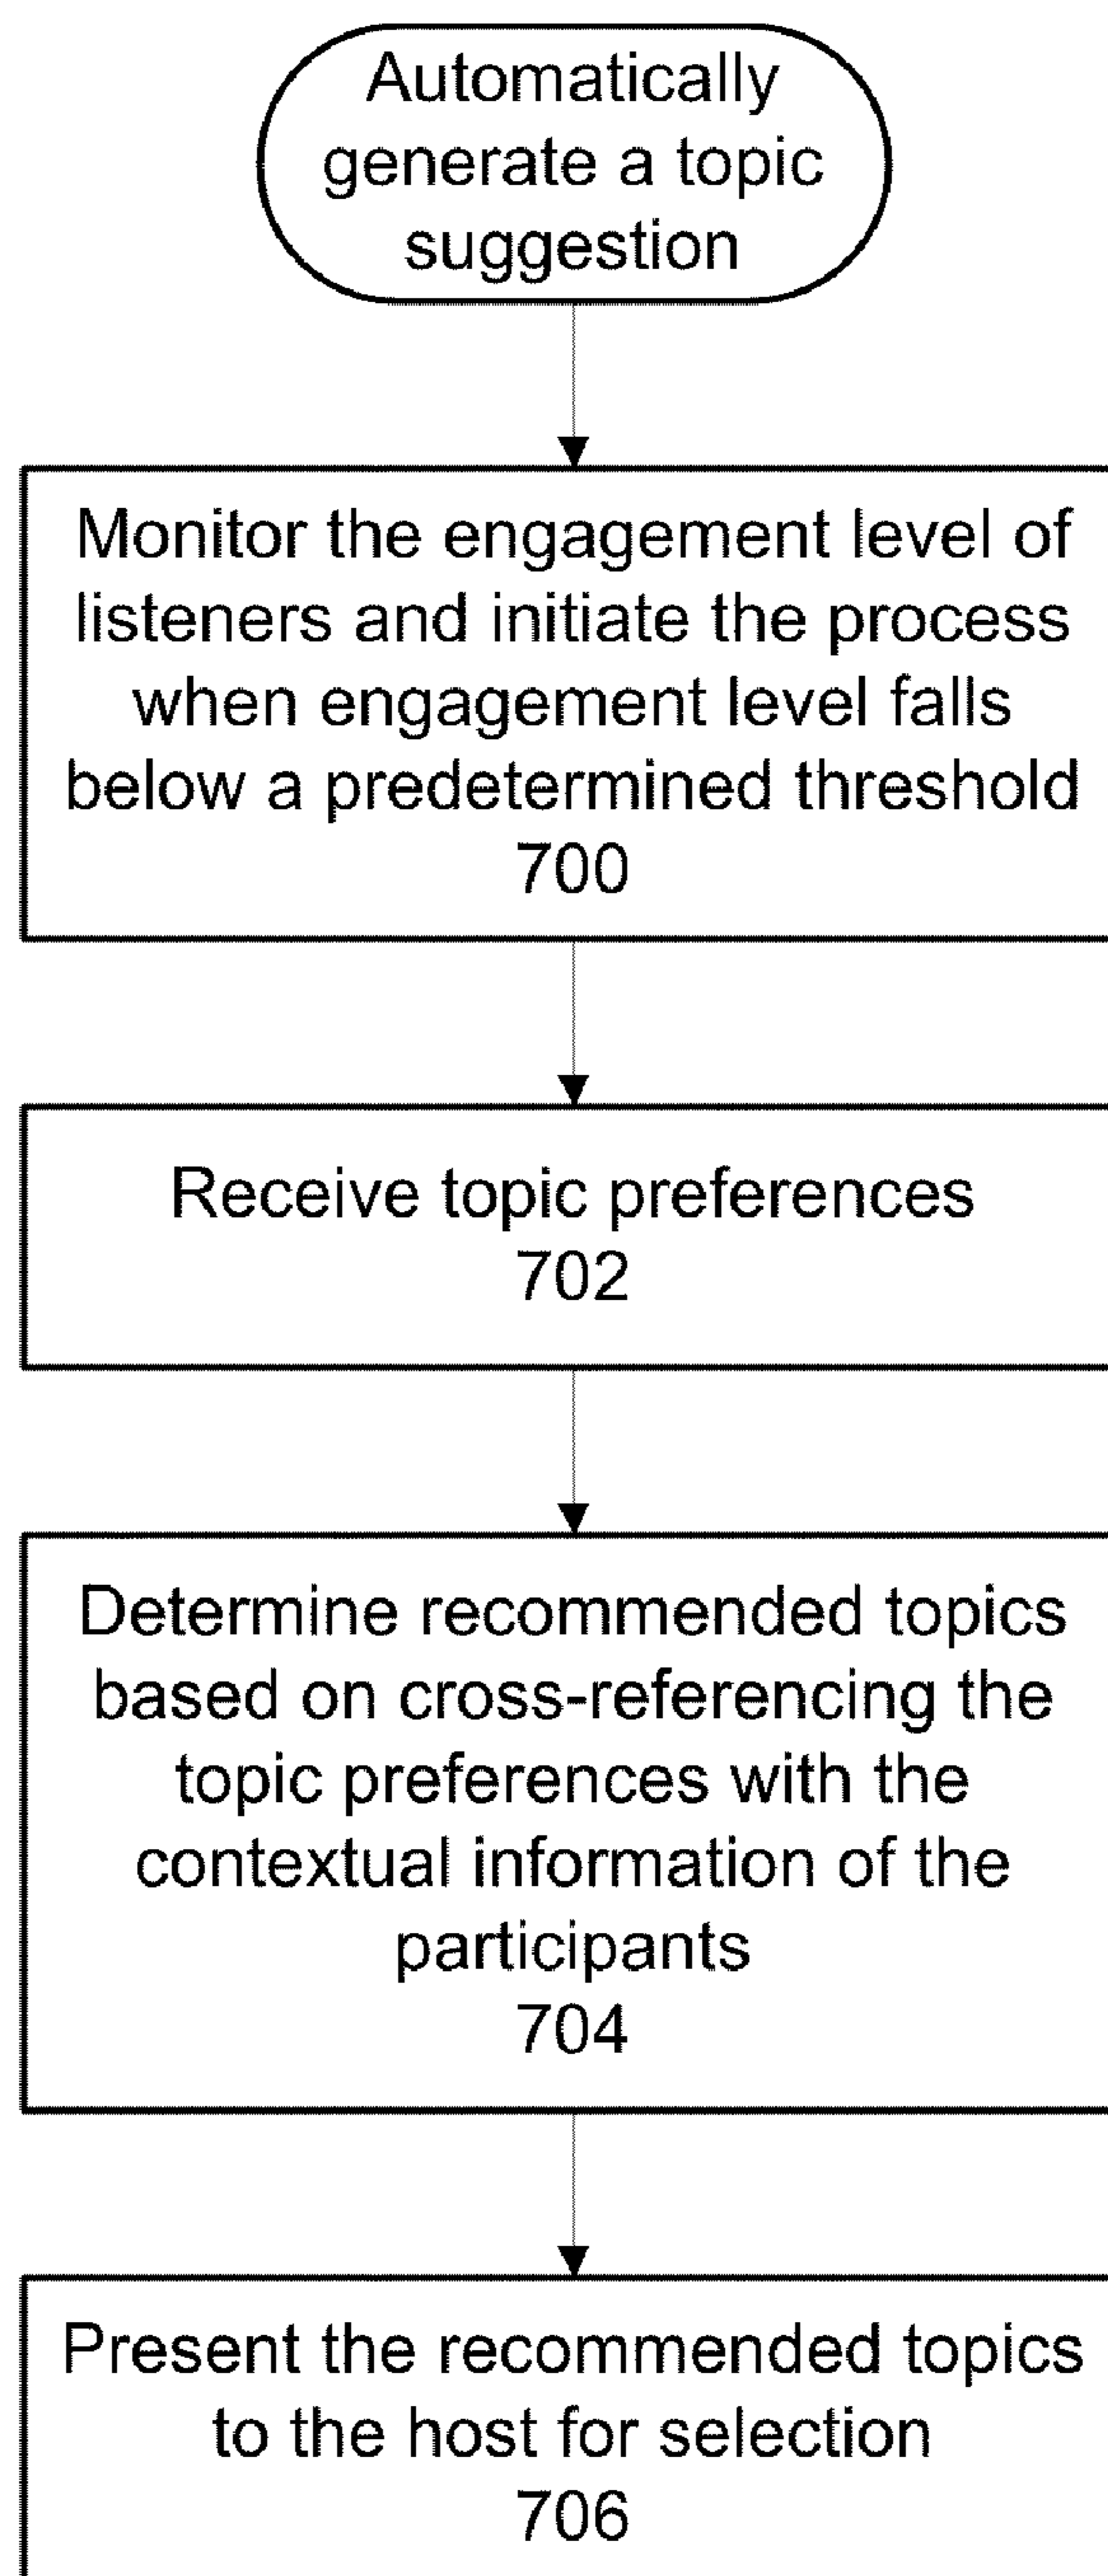 Automatically
generate a topic
suggestion
Monitor the engagement level of
listeners and initiate the process
when engagement level falls
below a predetermined threshold
700
Receive topic preferences
702
Determine recommended topics
based on cross-referencing the
topic preferences with the
contextual information of the
participants
704
Present the recommended topics
to the host for selection
706